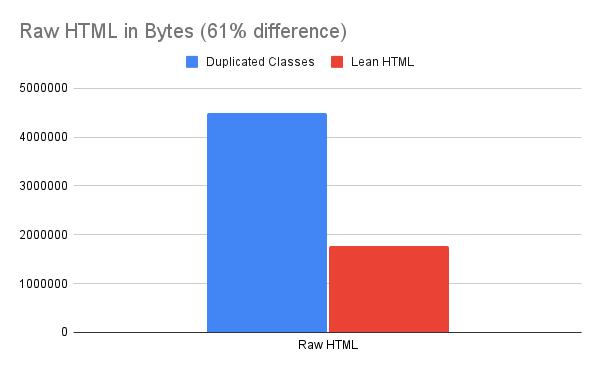 Raw HTML in Bytes (61% difference)
Duplicated Classes Lean HTML
5000000
4000000
3000000
2000000
1000000
0
Raw HTML